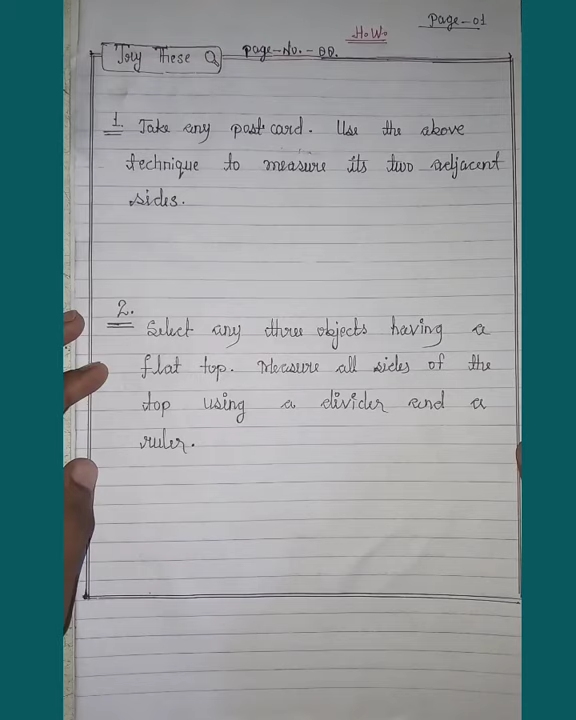 Page-01
H.W.
Try These
page-No.-88.
1. Take any post card. Use the above
technique to measure its two adjacent
sides.
2.
Select any three objects having a
flat top. Measure all sides of the
top using a divider and a
ruler.